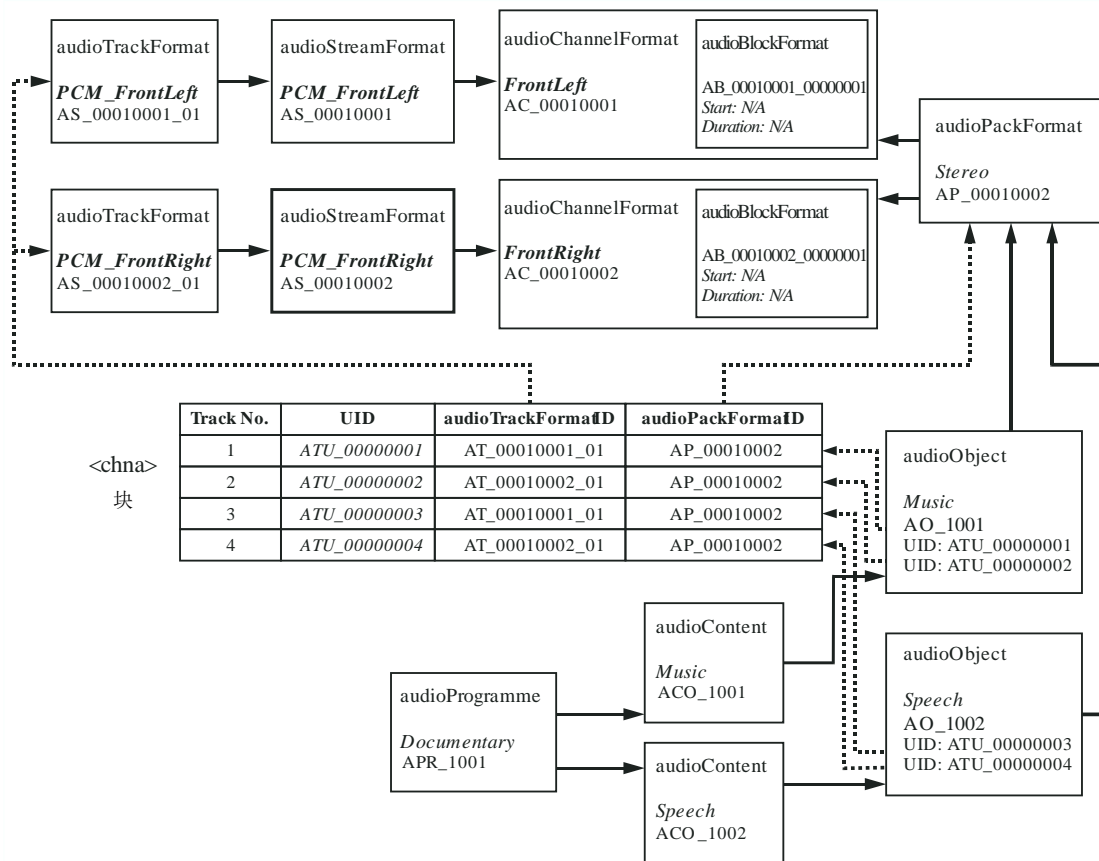 audioTrackFormat
PCM_FrontLeft
AS_00010001_01
audioStreamFormat
PCM_FrontLeft
AS_00010001
audioChannelFormat
FrontLeft
AC_00010001
audioBlockFormat
AB_00010001_00000001
Start: N/A
Duration: N/A
audioPackFormat
Stereo
AP_00010002
audioTrackFormat
PCM_FrontRight
AS_00010002_01
audioStreamFormat
PCM_FrontRight
AS_00010002
audioChannelFormat
FrontRight
AC_00010002
audioBlockFormat
AB_00010002_00000001
Start: N/A
Duration: N/A
<chna>
块
Track No. UID audioTrackFormatID audioPackFormatID
1 ATU_00000001 AT_00010001_01 AP_00010002
2 ATU_00000002 AT_00010002_01 AP_00010002
3 ATU_00000003 AT_00010001_01 AP_00010002
4 ATU_00000004 AT_00010002_01 AP_00010002
audioObject
Music
AO_1001
UID: ATU_00000001
UID: ATU_00000002
audioContent
Music
ACO_1001
audioObject
Speech
AO_1002
UID: ATU_00000003
UID: ATU_00000004
audioProgramme
Documentary
APR_1001
audioContent
Speech
ACO_1002